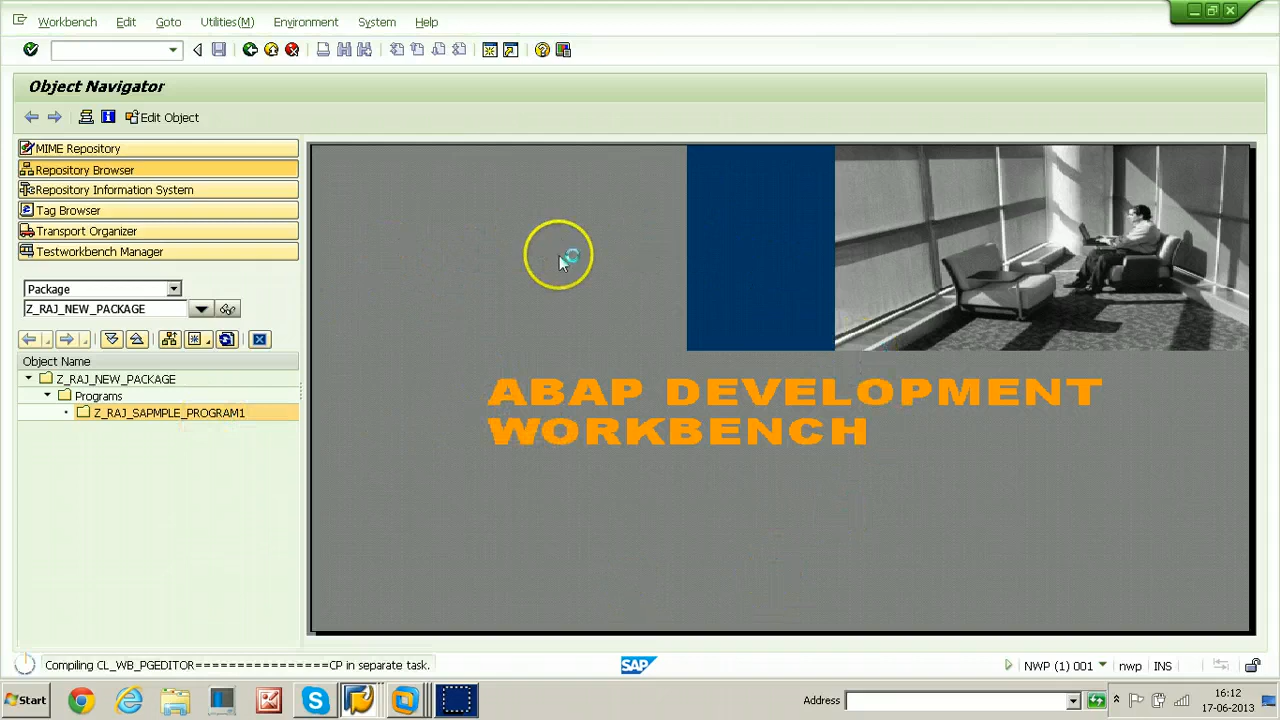 Workbench Edit Goto Utilities(M) Environment System Help
Object Navigator
Edit Object
MIME Repository
Repository Browser
Repository Information System
Tag Browser
Transport Organizer
Testworkbench Manager
Package
Z_RAJ_NEW_PACKAGE
Object Name
Z_RAJ_NEW_PACKAGE
Programs
Z_RAJ_SAPMPLE_PROGRAM1
ABAP DEVELOPMENT
WORKBENCH
Compiling CL_WB_PGEDITOR================CP in separate task. SAP NWP (1) 001 nwp INS
Start Address 16:12
17-06-2013